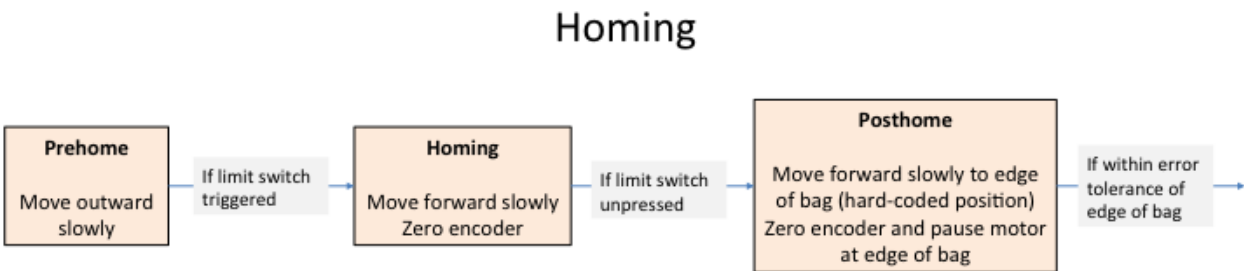 Homing
Prehome
Move outward
slowly
If limit switch
triggered
Homing
Move forward slowly
Zero encoder
If limit switch
unpressed
Posthome
Move forward slowly to edge
of bag (hard-coded position)
Zero encoder and pause motor
at edge of bag
If within error
tolerance of
edge of bag